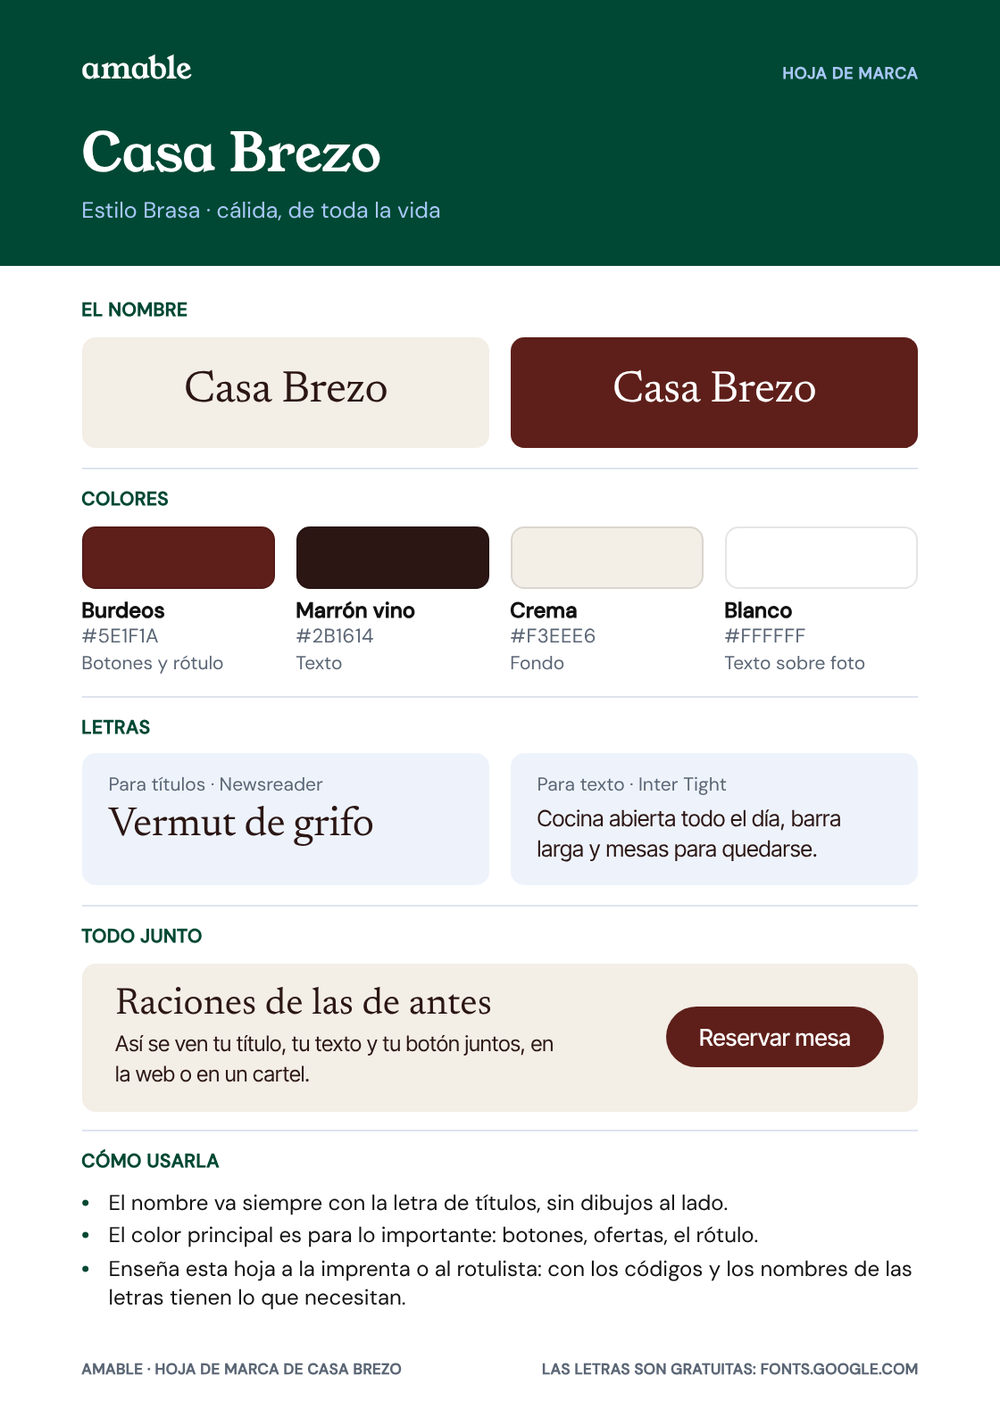 amable
HOJA DE MARCA
Casa Brezo
Estilo Brasa · cálida, de toda la vida
EL NOMBRE
Casa Brezo
Casa Brezo
COLORES
Burdeos
#5E1F1A
Botones y rótulo
Marrón vino
#2B1614
Texto
Crema
#F3EEE6
Fondo
Blanco
#FFFFFF
Texto sobre foto
LETRAS
Para títulos · Newsreader
Vermut de grifo
Para texto · Inter Tight
Cocina abierta todo el día, barra
larga y mesas para quedarse.
TODO JUNTO
Raciones de las de antes
Así se ven tu título, tu texto y tu botón juntos, en
la web o en un cartel.
Reservar mesa
CÓMO USARLA
• El nombre va siempre con la letra de títulos, sin dibujos al lado.
• El color principal es para lo importante: botones, ofertas, el rótulo.
• Enseña esta hoja a la imprenta o al rotulista: con los códigos y los nombres de las
letras tienen lo que necesitan.
AMABLE · HOJA DE MARCA DE CASA BREZO
LAS LETRAS SON GRATUITAS: FONTS.GOOGLE.COM